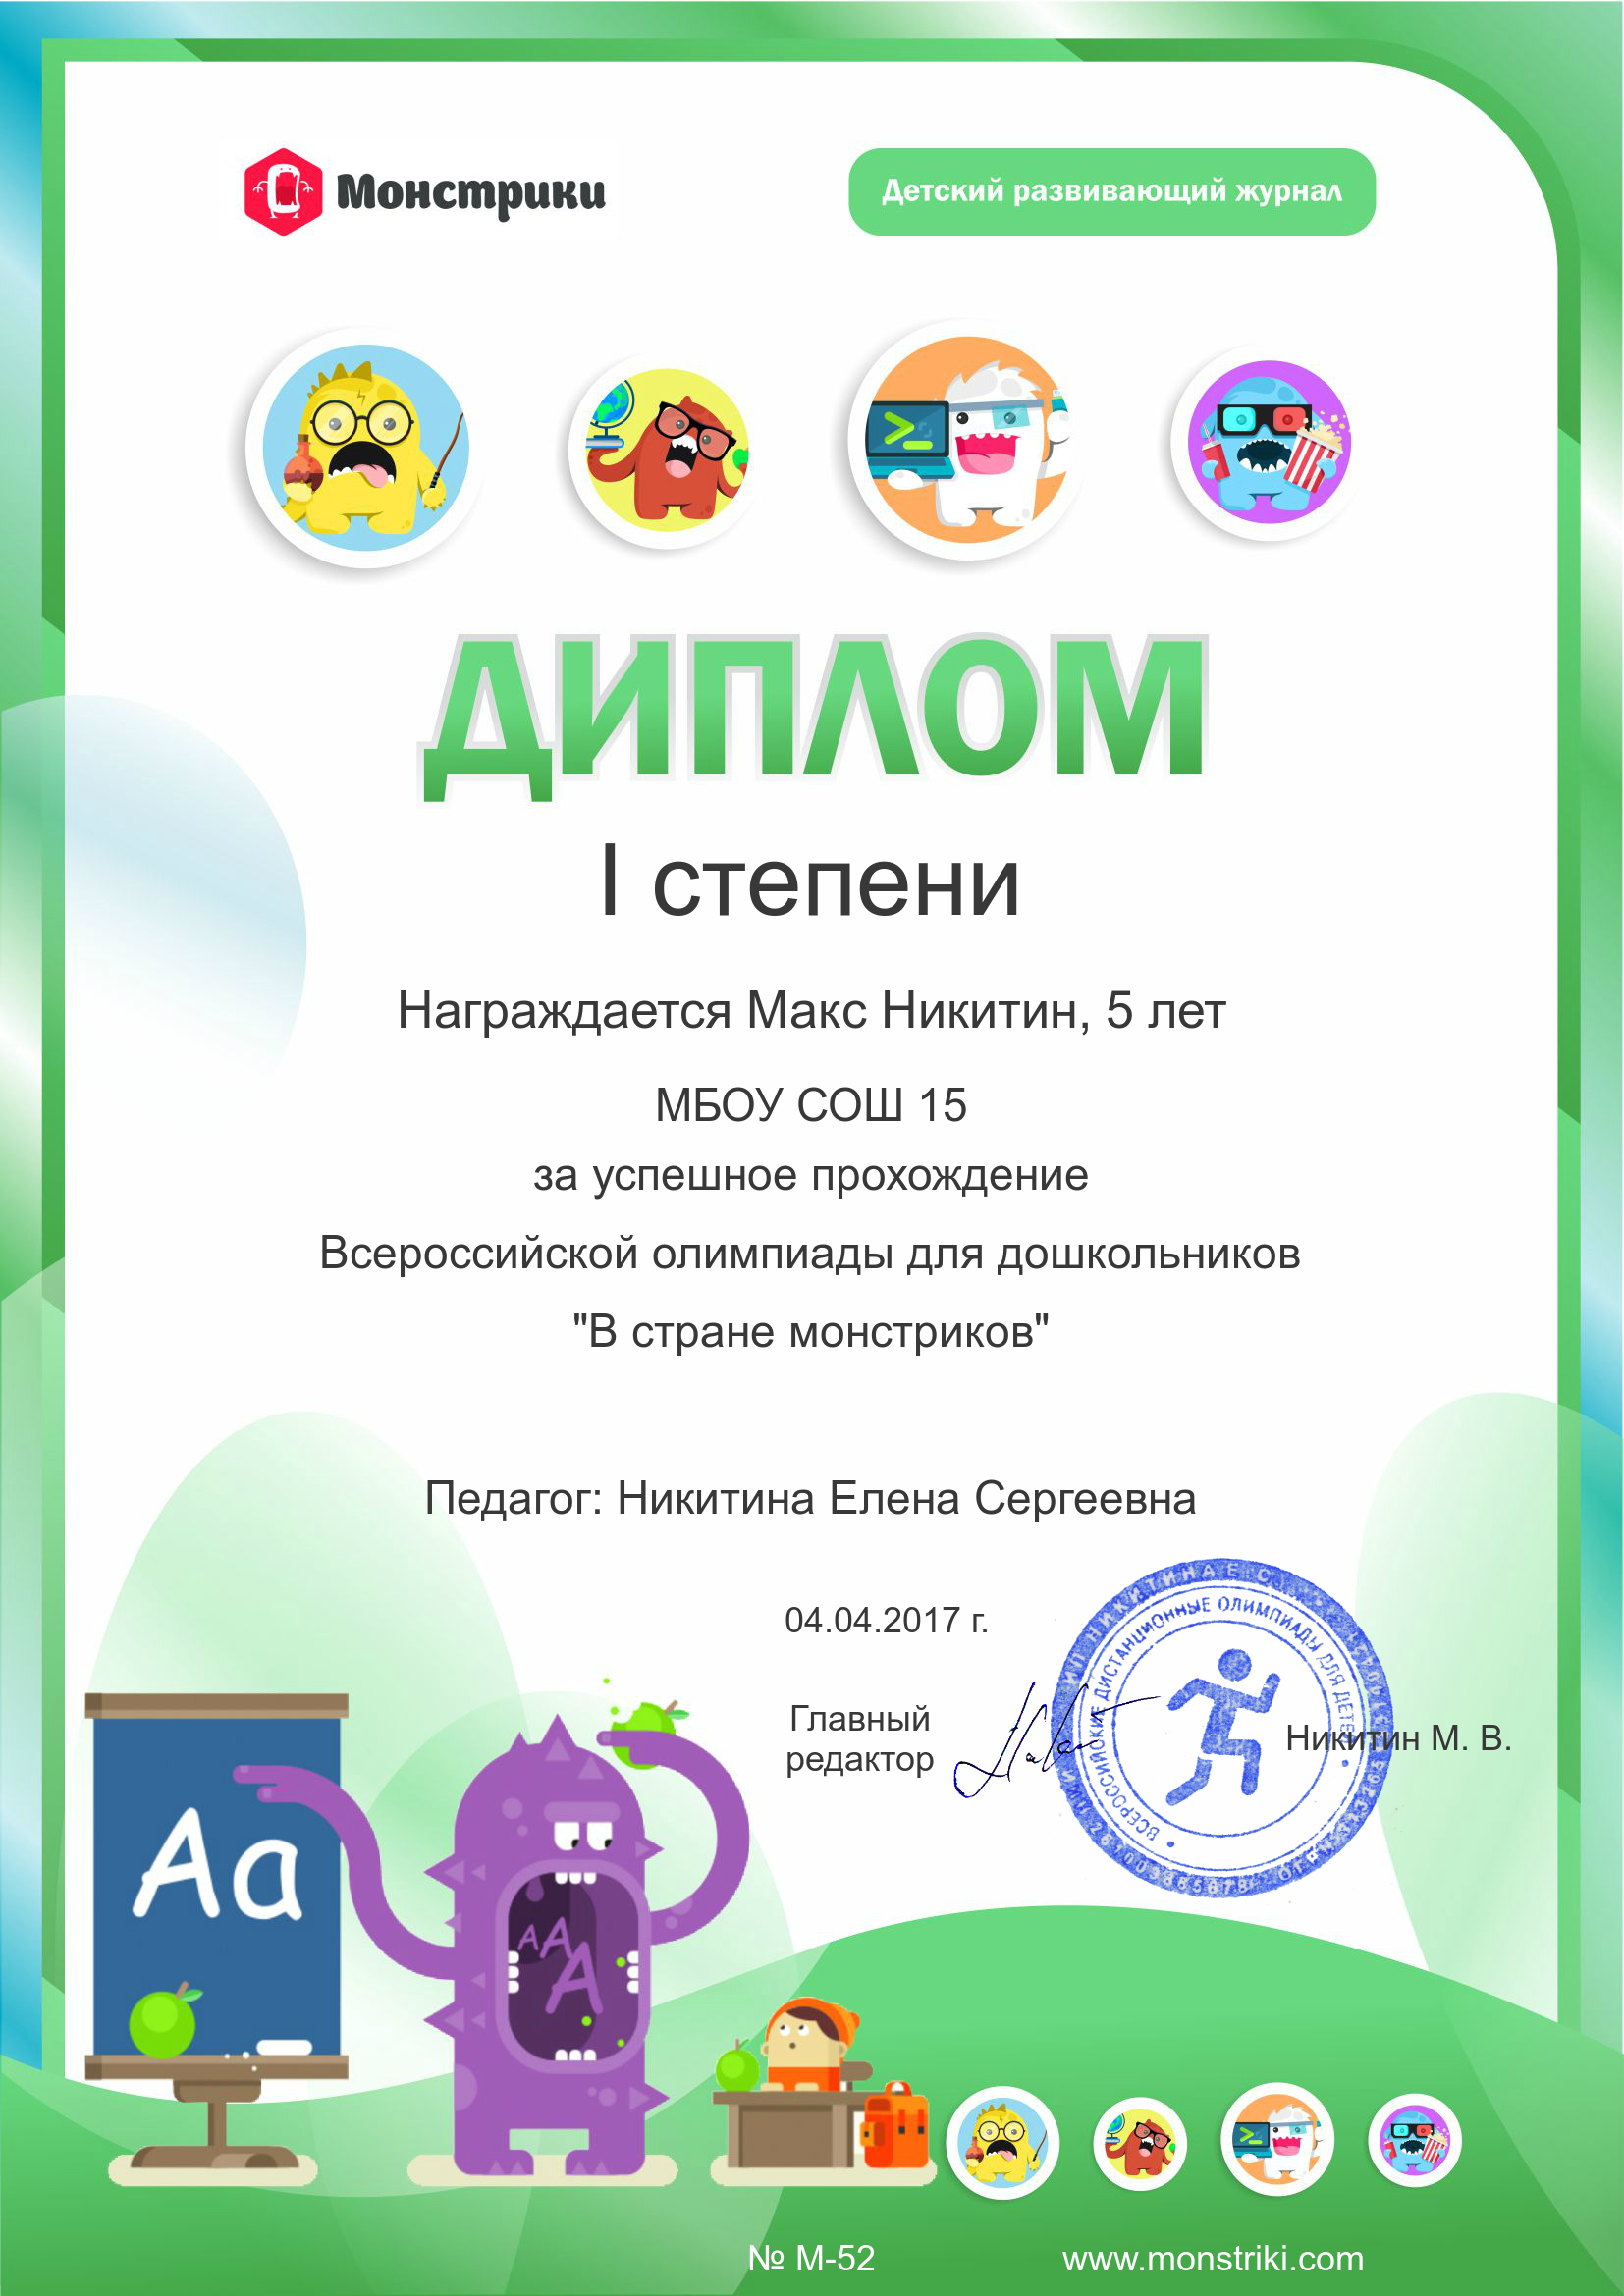 Монстрики
Детский развивающий журнал
ДИПЛОМ
I степени
Награждается Макс Никитин, 5 лет
МБОУ СОШ 15
за успешное прохождение
Всероссийской олимпиады для дошкольников
"В стране монстриков"
Педагог: Никитина Елена Сергеевна
04.04.2017 г.
Главный
редактор
Никитин М. В.
ВСЕРОССИЙСКИЕ ДИСТАНЦИОННЫЕ ОЛИМПИАДЫ ДЛЯ ДЕТЕЙ
НИКИТИНА Е С
Aa
AAA
№ М-52
www.monstriki.com